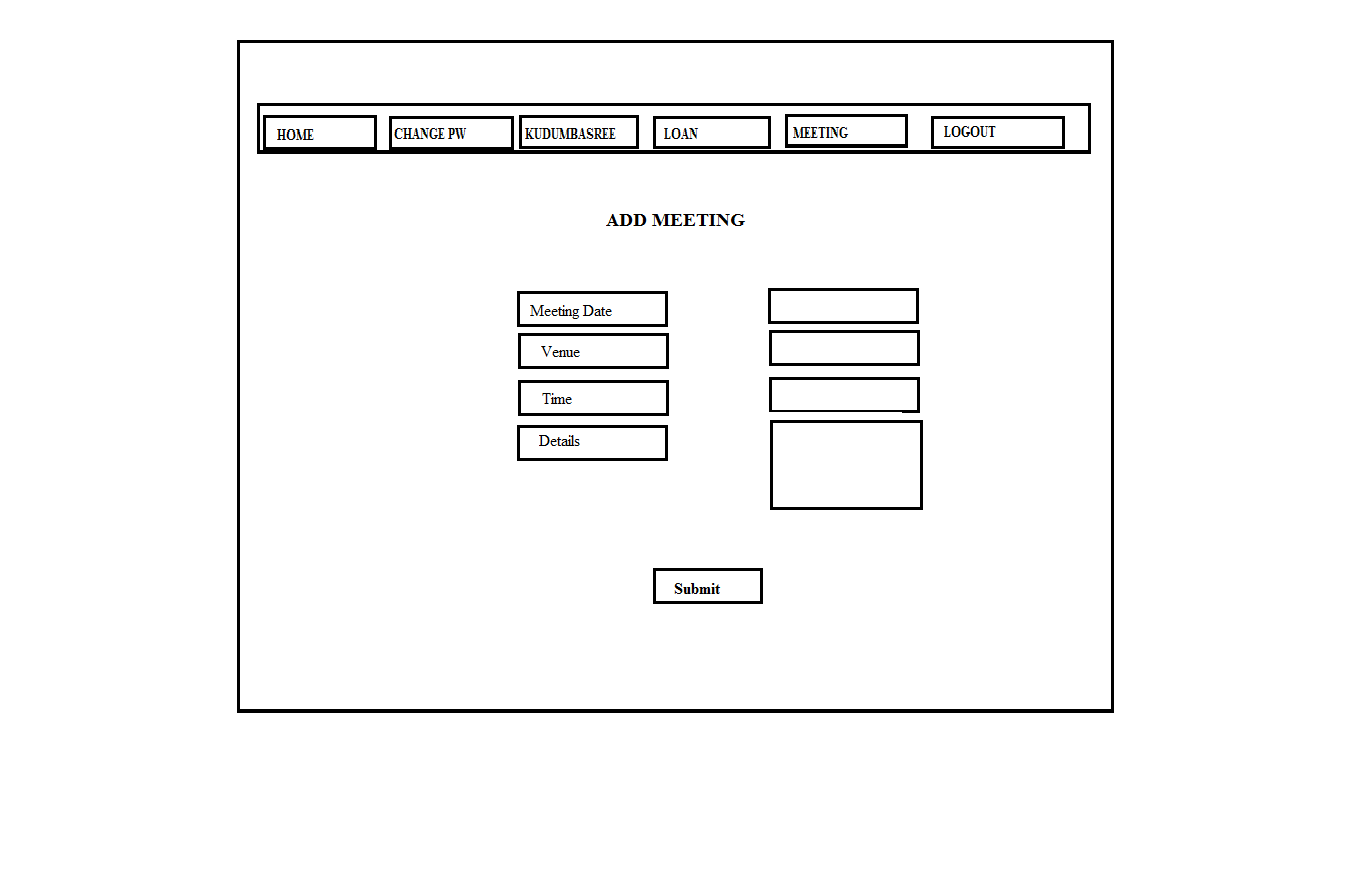 HOME CHANGE PW KUDUMBASREE LOAN MEETING LOGOUT
ADD MEETING
Meeting Date
Venue
Time
Details
Submit